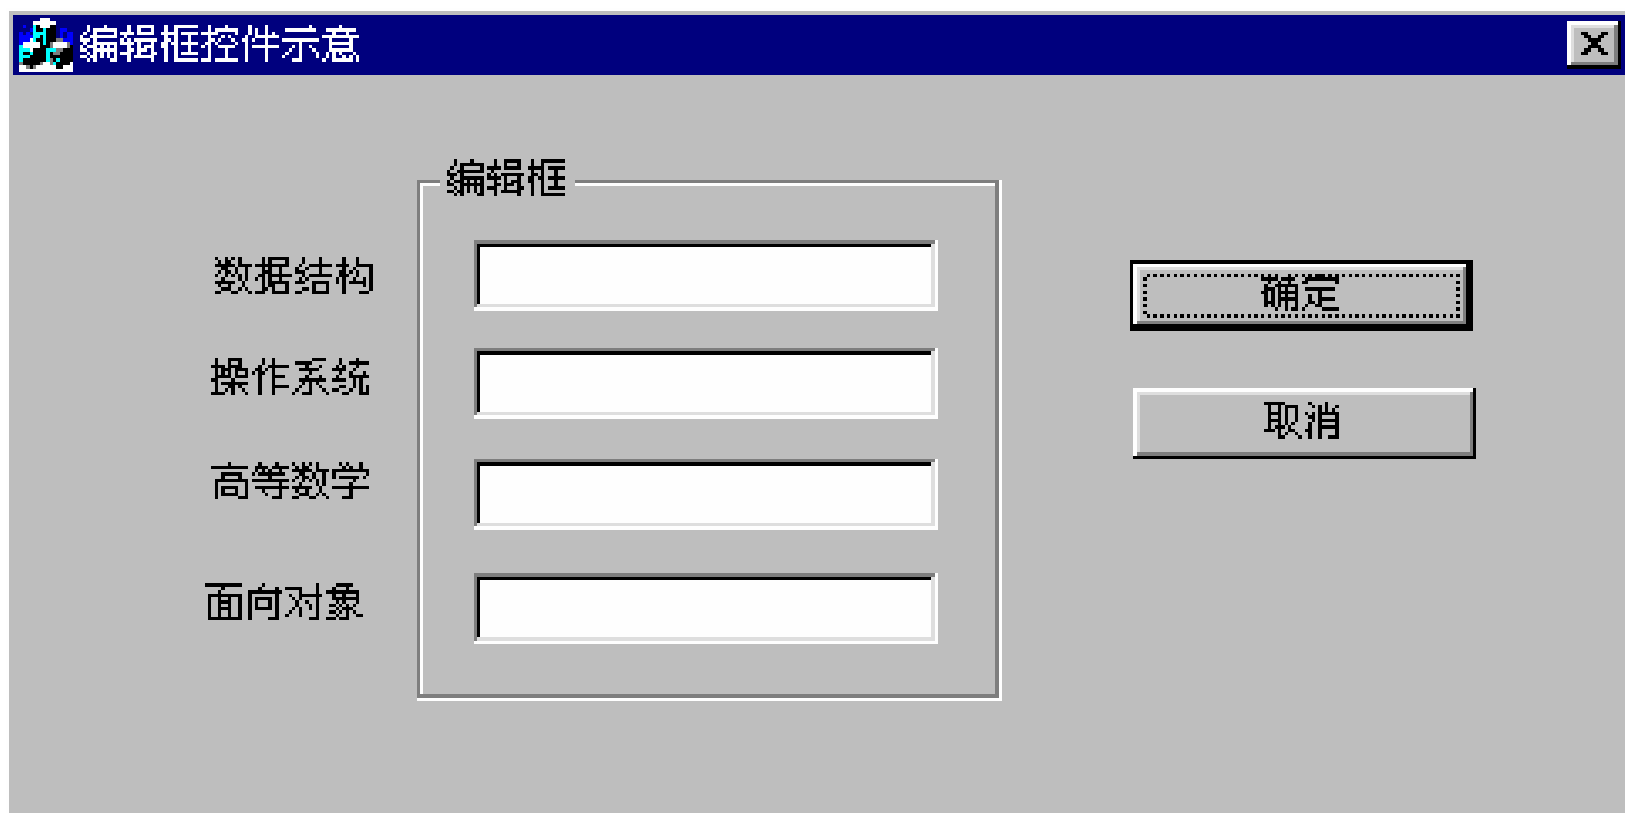 编辑框控件示意
编辑框
数据结构
操作系统
高等数学
面向对象
确定
取消